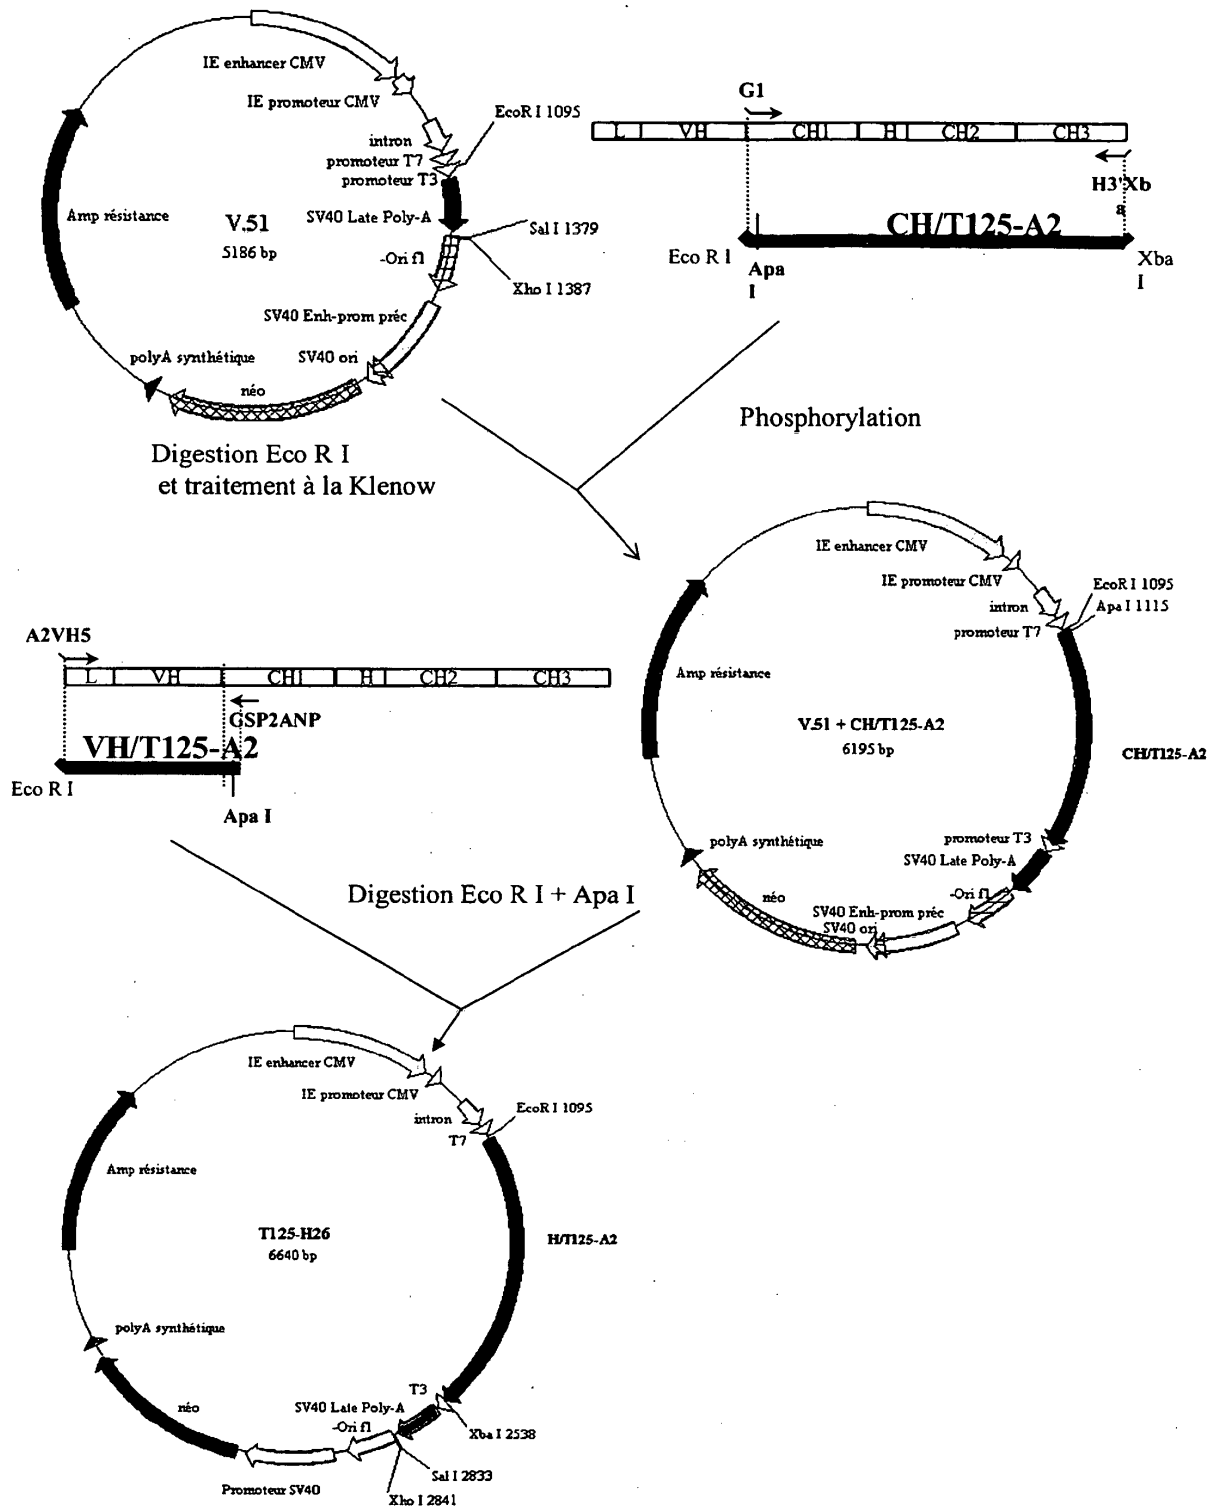 IE enhancer CMV
IE promoteur CMV
EcoR I 1095
intron
promoteur T7
promoteur T3
Amp résistance
V.51
5186 bp
SV40 Late Poly-A
Sal I 1379
-Ori f1
Xho I 1387
SV40 Enh-prom préc
SV40 ori
polyA synthétique
néo
G1
L VH CH1 H CH2 CH3
H3'Xb
a
CH/T125-A2
Eco R I
Apa
I
Xba
I
Digestion Eco R I
et traitement à la Klenow
Phosphorylation
A2VH5
L VH CH1 H CH2 CH3
GSP2ANP
VH/T125-A2
Eco R I
Apa I
IE enhancer CMV
IE promoteur CMV
EcoR I 1095
intron
Apa I 1115
promoteur T7
Amp résistance
V.51 + CH/T125-A2
6195 bp
CH/T125-A2
polyA synthétique
promoteur T3
SV40 Late Poly-A
-Ori f1
néo
SV40 Enh-prom préc
SV40 ori
Digestion Eco R I + Apa I
IE enhancer CMV
IE promoteur CMV
intron
EcoR I 1095
T7
Amp résistance
T125-H26
6640 bp
H/T125-A2
polyA synthétique
T3
néo
SV40 Late Poly-A
-Ori f1
Xba I 2538
Sal I 2833
Promoteur SV40
Xho I 2841